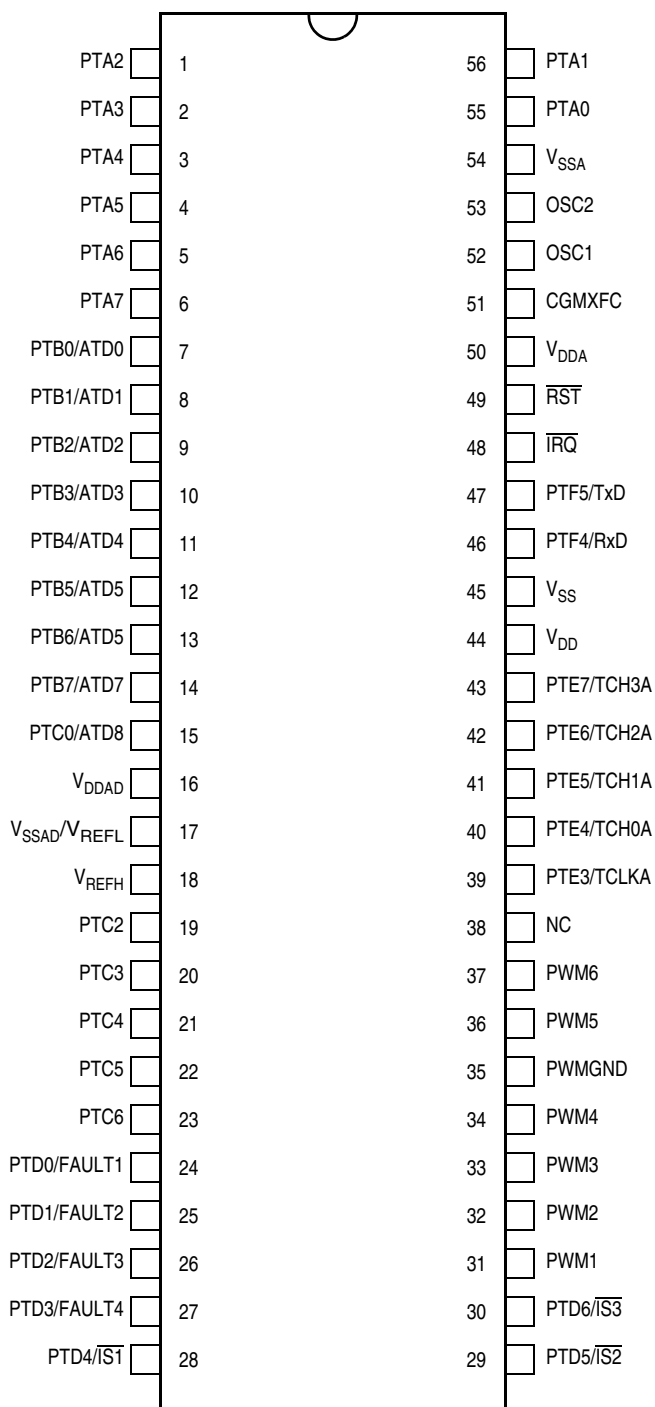 PTA2 1 56 PTA1
PTA3 2 55 PTA0
PTA4 3 54 VSSA
PTA5 4 53 OSC2
PTA6 5 52 OSC1
PTA7 6 51 CGMXFC
PTB0/ATD0 7 50 VDDA
PTB1/ATD1 8 49 R̅S̅T̅
PTB2/ATD2 9 48 I̅R̅Q̅
PTB3/ATD3 10 47 PTF5/TxD
PTB4/ATD4 11 46 PTF4/RxD
PTB5/ATD5 12 45 VSS
PTB6/ATD5 13 44 VDD
PTB7/ATD7 14 43 PTE7/TCH3A
PTC0/ATD8 15 42 PTE6/TCH2A
VDDAD 16 41 PTE5/TCH1A
VSSAD/VREFL 17 40 PTE4/TCH0A
VREFH 18 39 PTE3/TCLKA
PTC2 19 38 NC
PTC3 20 37 PWM6
PTC4 21 36 PWM5
PTC5 22 35 PWMGND
PTC6 23 34 PWM4
PTD0/FAULT1 24 33 PWM3
PTD1/FAULT2 25 32 PWM2
PTD2/FAULT3 26 31 PWM1
PTD3/FAULT4 27 30 PTD6/I̅S̅3̅
PTD4/I̅S̅1̅ 28 29 PTD5/I̅S̅2̅